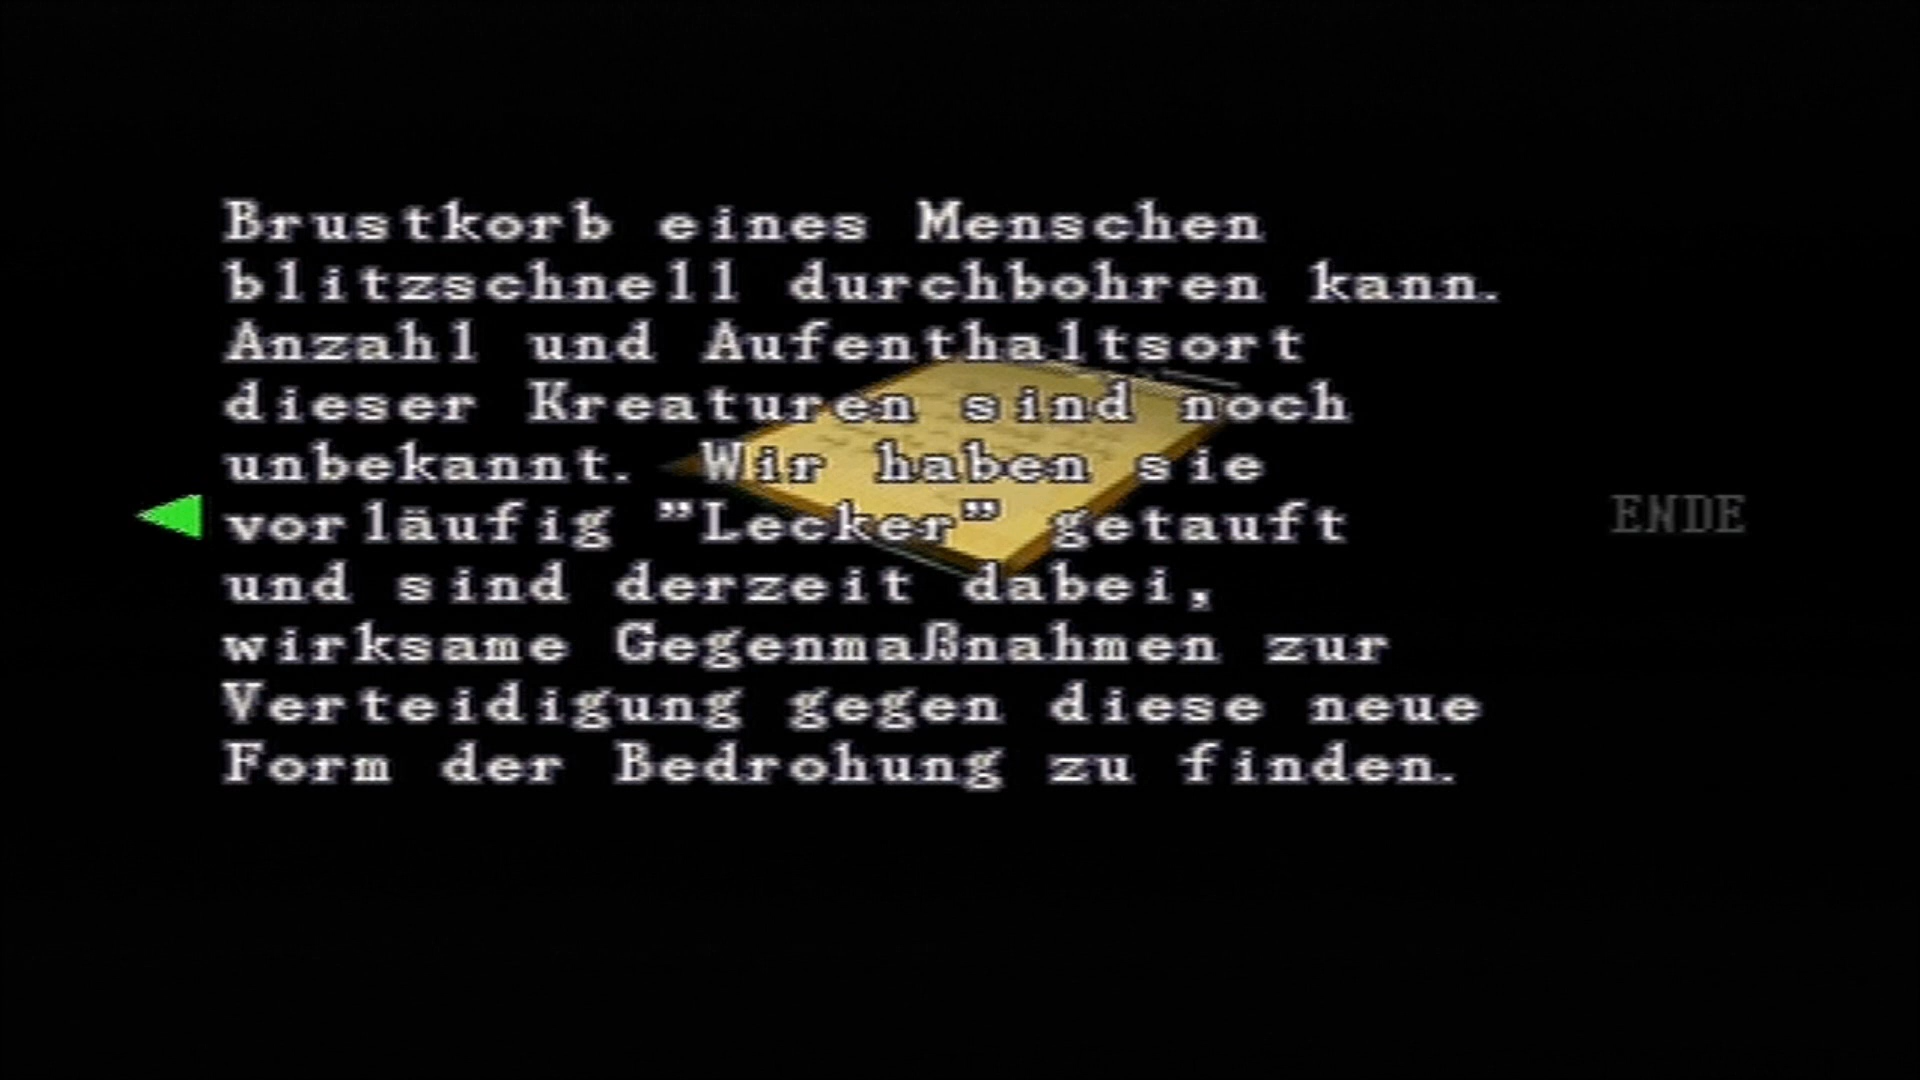 Brustkorb eines Menschen
blitzschnell durchbohren kann.
Anzahl und Aufenthaltsort
dieser Kreaturen sind noch
unbekannt. Wir haben sie
vorläufig "Lecker" getauft
und sind derzeit dabei,
wirksame Gegenmaßnahmen zur
Verteidigung gegen diese neue
Form der Bedrohung zu finden.
ENDE